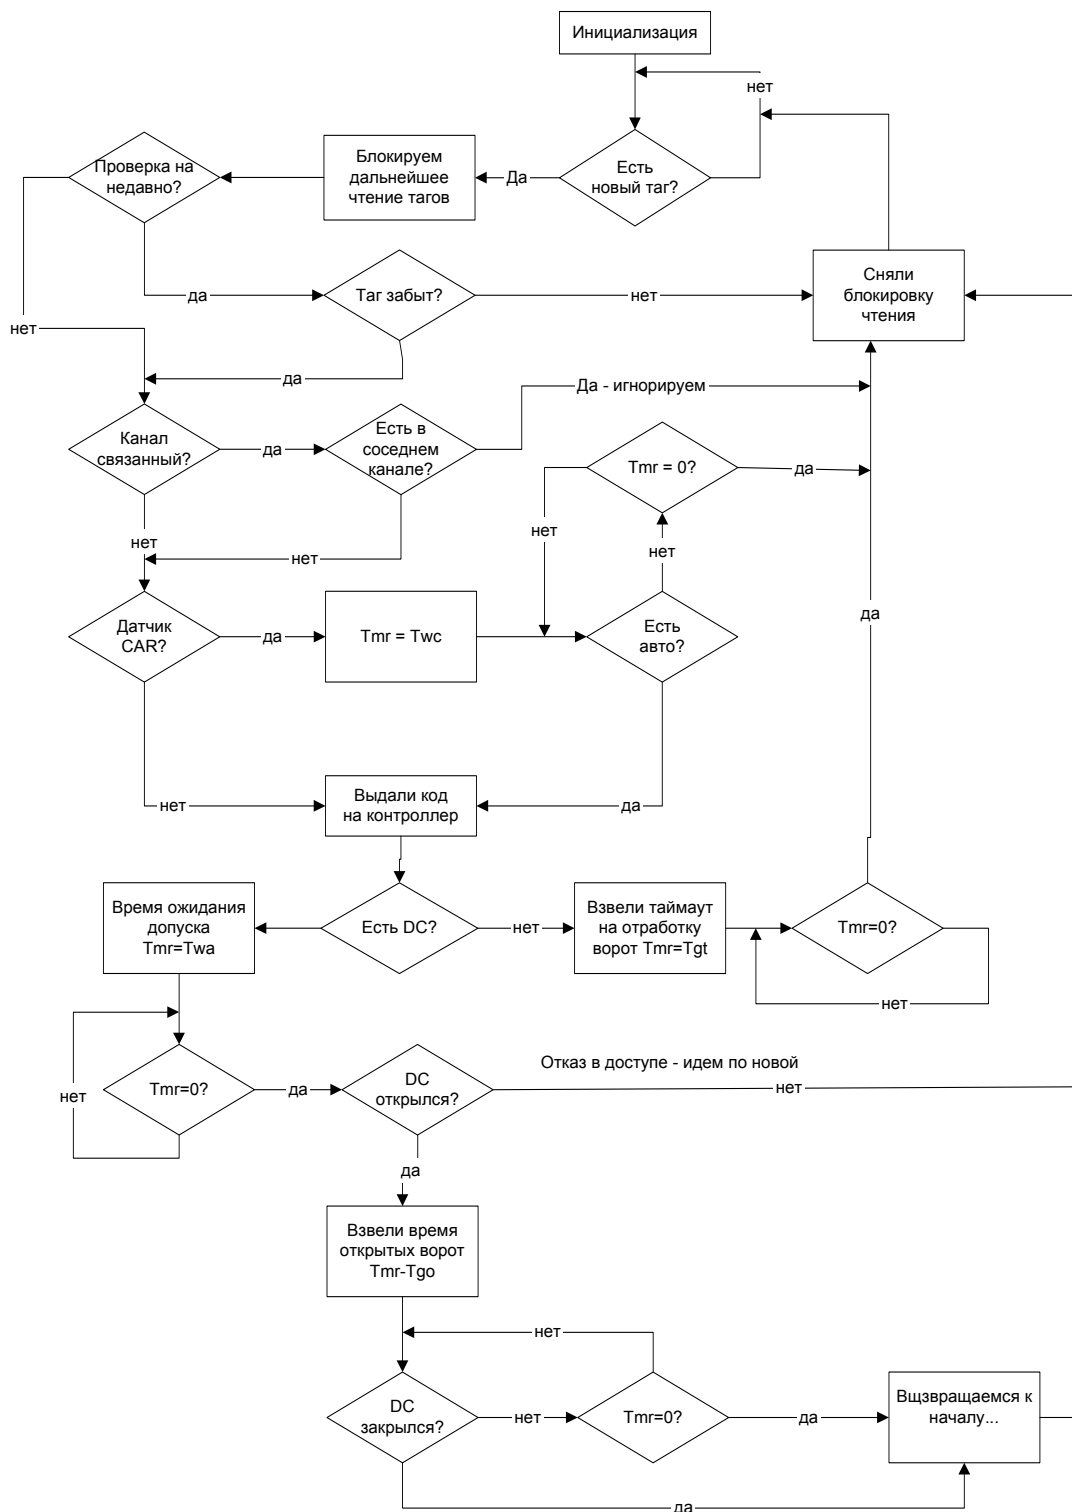 Инициализация
нет
Проверка на
недавно?
Блокируем
дальнейшее
чтение тагов
Да
Есть
новый таг?
да
Таг забыт?
нет
Сняли
блокировку
чтения
нет
да
Да - игнорируем
Канал
связанный?
да
Есть в
соседнем
канале?
Tmr = 0?
да
нет
нет
нет
нет
да
Датчик
CAR?
да
Tmr = Twc
Есть
авто?
нет
Выдали код
на контроллер
да
Время ожидания
допуска
Tmr=Twa
Есть DC?
нет
Взвели таймаут
на отработку
ворот Tmr=Tgt
Tmr=0?
нет
Отказ в доступе - идем по новой
нет
Tmr=0?
да
DC
открылся?
нет
да
Взвели время
открытых ворот
Tmr-Tgo
нет
DC
закрылся?
нет
Tmr=0?
да
Вщзвращаемся к
началу...
да